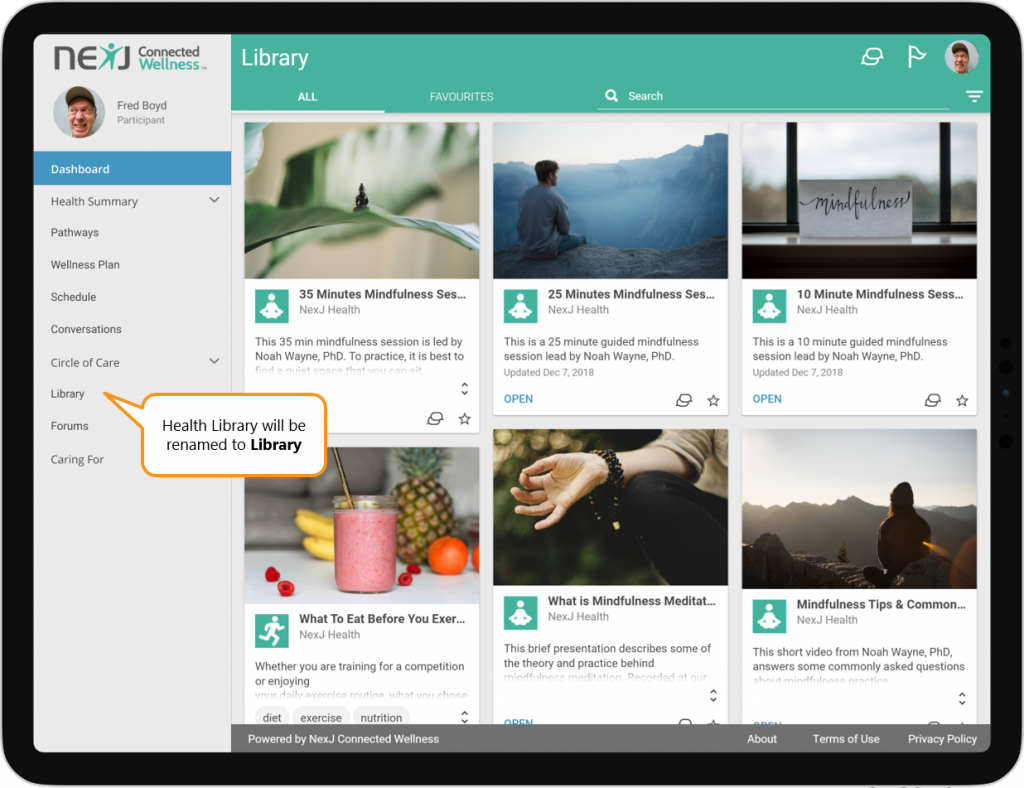 NEXJ Connected
Wellness™
Fred Boyd
Participant
Dashboard
Health Summary
Pathways
Wellness Plan
Schedule
Conversations
Circle of Care
Library
Forums
Caring For
Health Library will be
renamed to Library
Library
ALL
FAVOURITES
Search
35 Minutes Mindfulness Ses...
NexJ Health
This 35 min mindfulness session is led by
Noah Wayne, PhD. To practice, it is best to
find a quiet space that you can sit
25 Minutes Mindfulness Ses...
NexJ Health
This is a 25 minute guided mindfulness
session lead by Noah Wayne, PhD.
Updated Dec 7, 2018
OPEN
mindfulness
10 Minute Mindfulness Sess...
NexJ Health
This is a 10 minute guided mindfulness
session lead by Noah Wayne, PhD.
Updated Dec 7, 2018
OPEN
What To Eat Before You Exer...
NexJ Health
Whether you are training for a competition
or enjoying
your daily exercise routine, what you chose
diet exercise nutrition
What is Mindfulness Meditat...
NexJ Health
This brief presentation describes some of
the theory and practice behind
mindfulness meditation. Recorded at our
OPEN
Mindfulness Tips & Common...
NexJ Health
This short video from Noah Wayne, PhD,
answers some commonly asked questions
about mindfulness practice
OPEN
Powered by NexJ Connected Wellness
About
Terms of Use
Privacy Policy